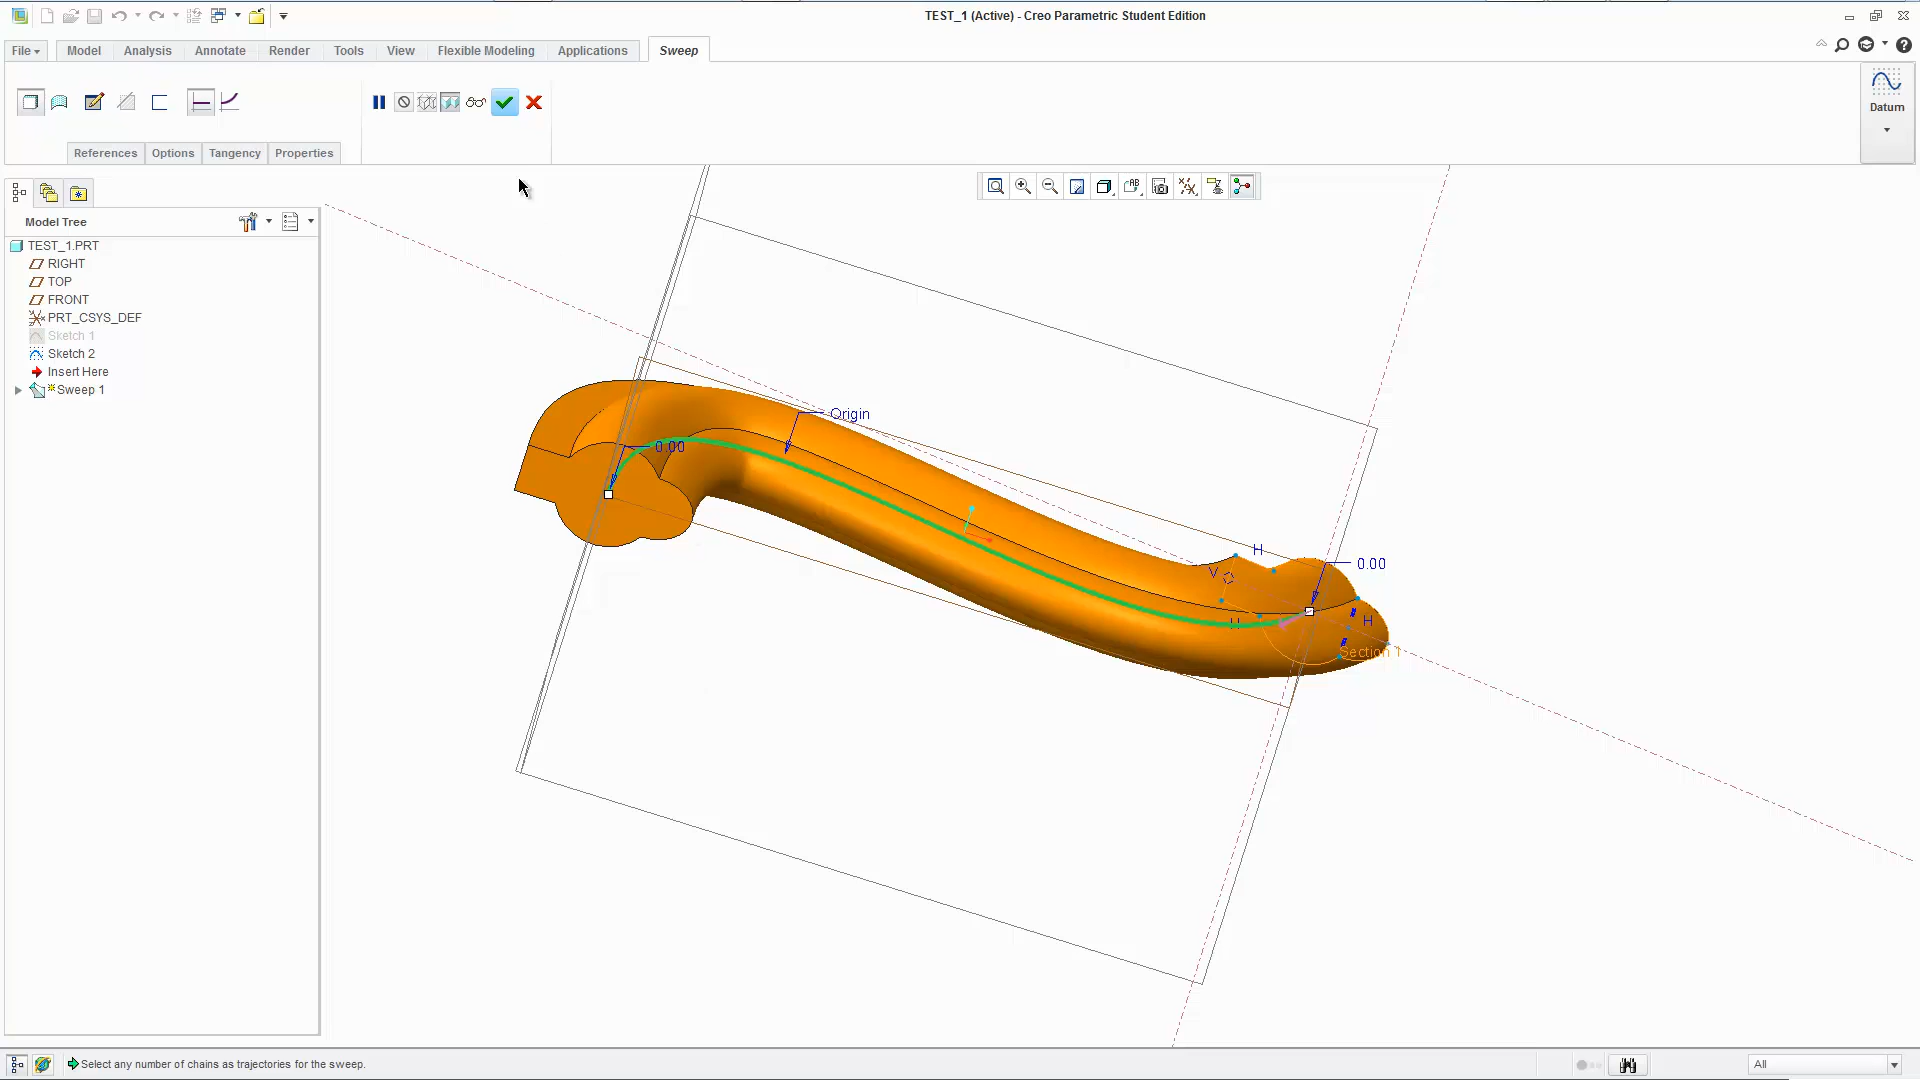 TEST_1 (Active) - Creo Parametric Student Edition
File Model Analysis Annotate Render Tools View Flexible Modeling Applications Sweep
Datum
References Options Tangency Properties
Model Tree
TEST_1.PRT
RIGHT
TOP
FRONT
PRT_CSYS_DEF
Sketch 1
Sketch 2
Insert Here
Sweep 1
Origin
0.00
H
0.00
V
H
H
Section 1
Select any number of chains as trajectories for the sweep.
All